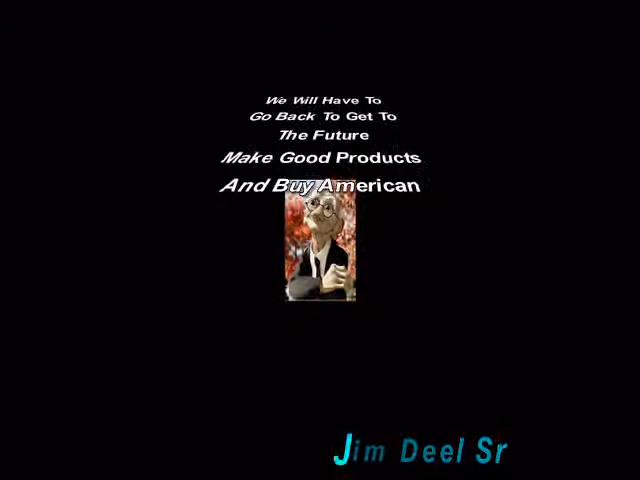 We Will Have To
Go Back To Get To
The Future
Make Good Products
And Buy American
Jim Deel Sr